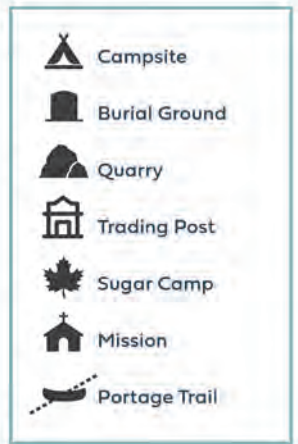 Campsite
Burial Ground
Quarry
Trading Post
Sugar Camp
Mission
Portage Trail